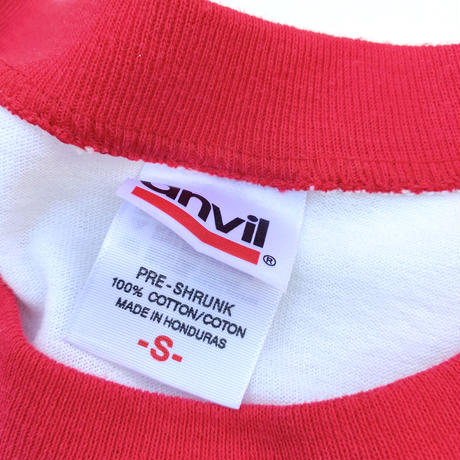 anvil
®
PRE-SHRUNK
100% COTTON/COTON
MADE IN HONDURAS
-S-